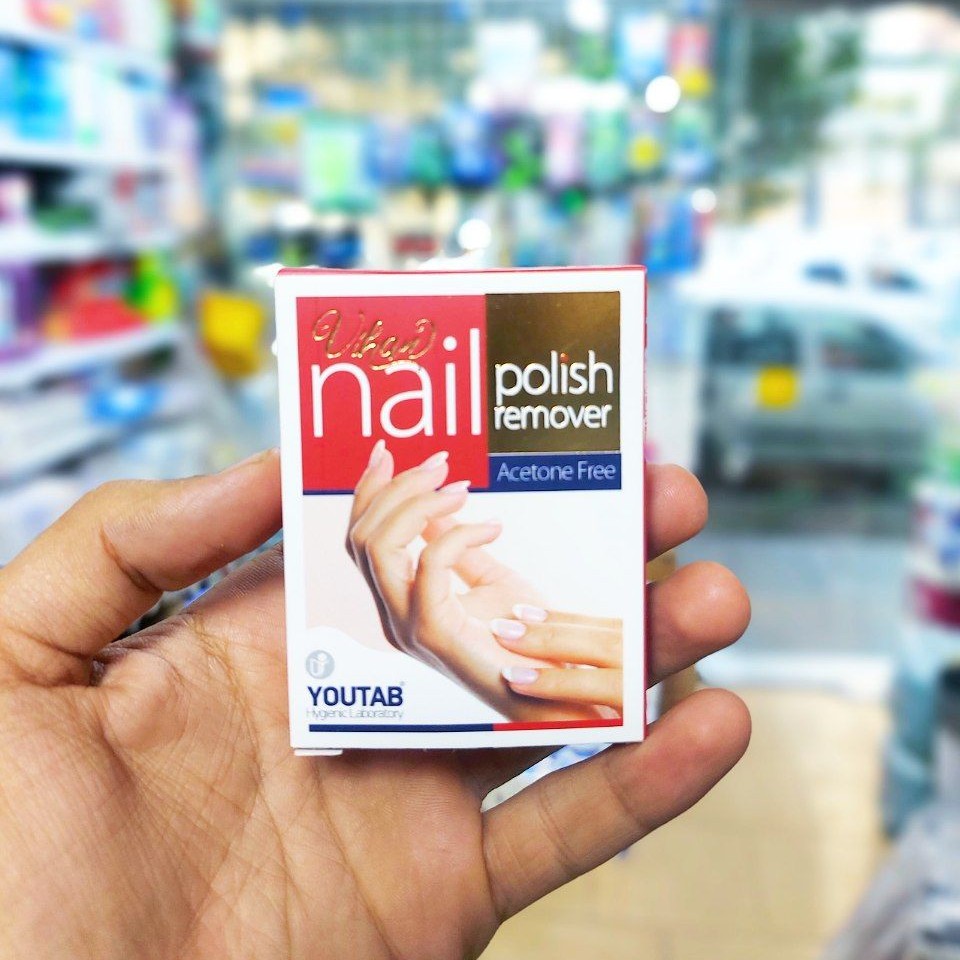 Vihan
nail
polish
remover
Acetone Free
YOUTAB®
Hygienic Laboratory